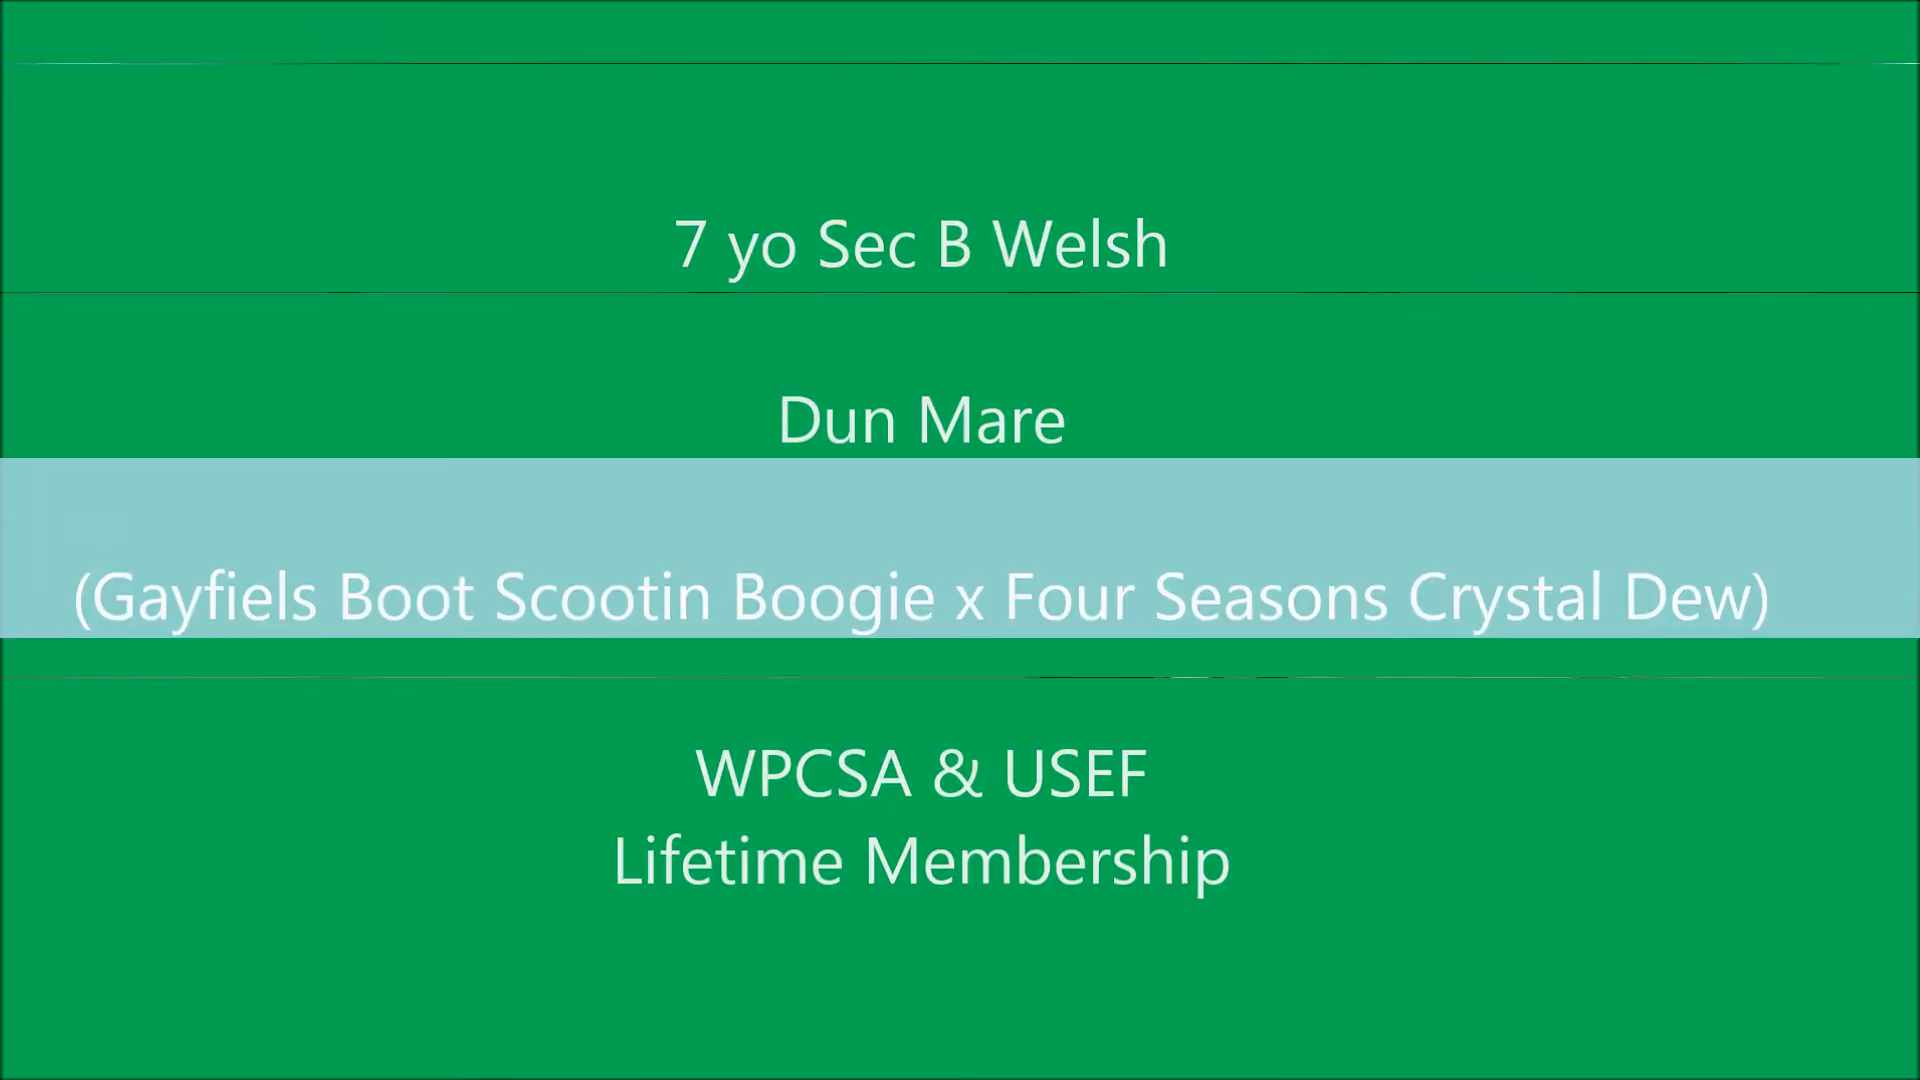 7 yo Sec B Welsh
Dun Mare
(Gayfiels Boot Scootin Boogie x Four Seasons Crystal Dew)
WPCSA & USEF
Lifetime Membership